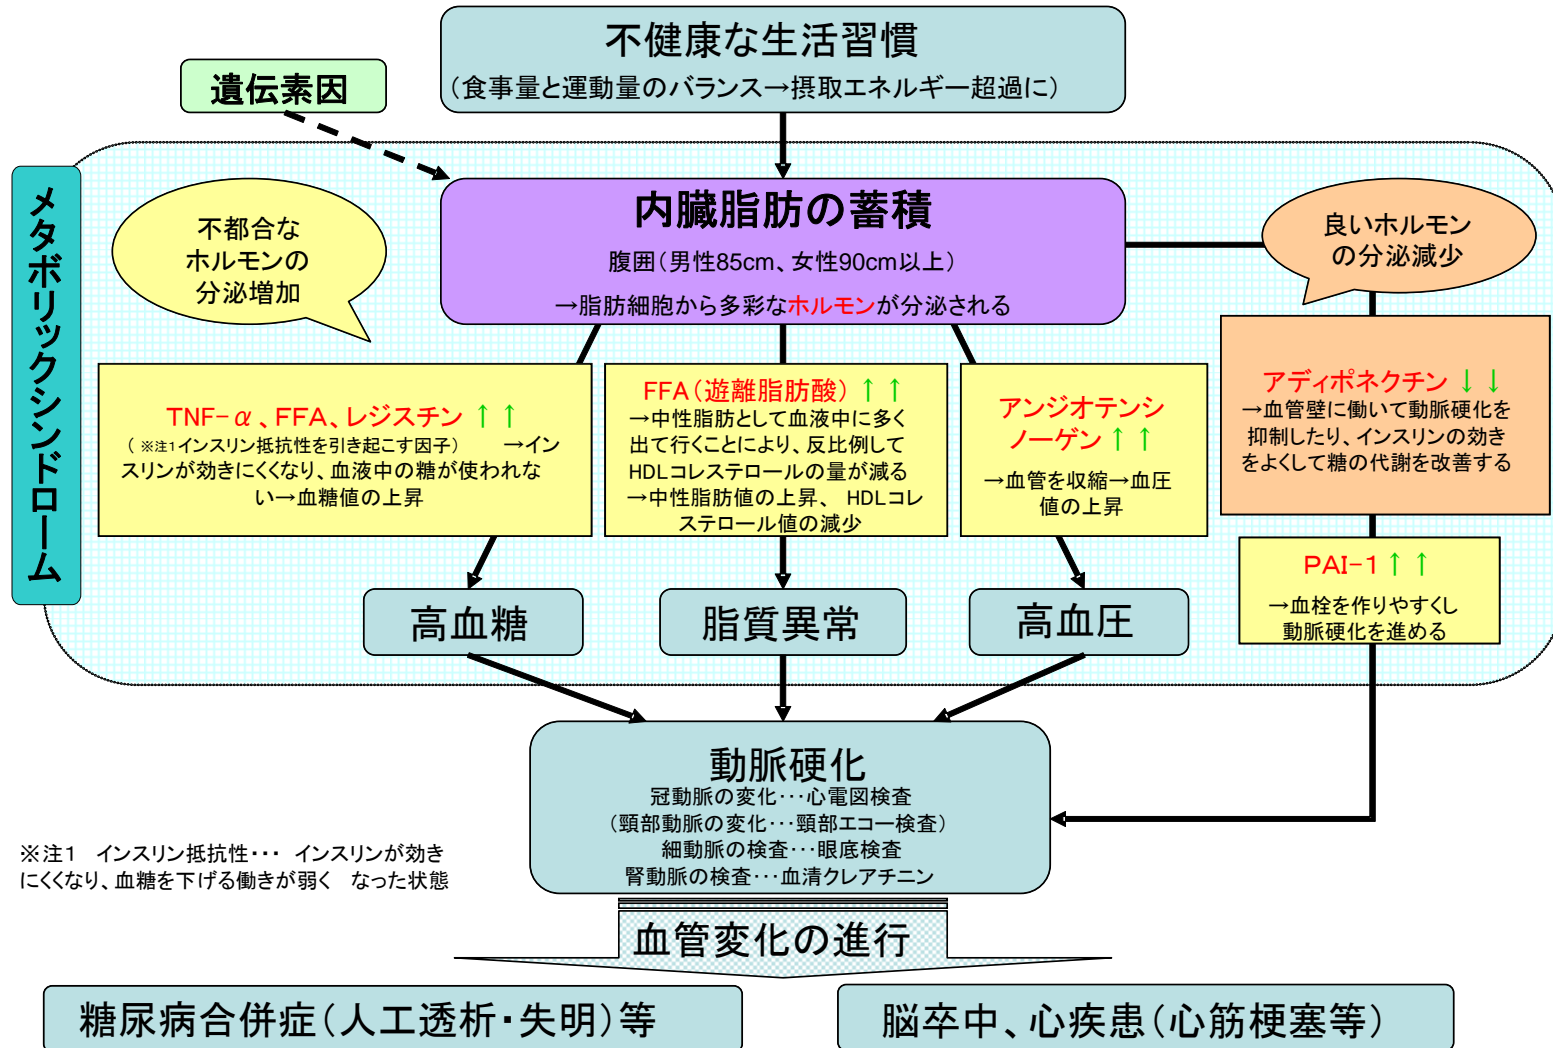 不健康な生活習慣
（食事量と運動量のバランス→摂取エネルギー超過に）
遺伝素因
メタボリックシンドローム
内臓脂肪の蓄積
腹囲（男性85cm、女性90cm以上）
→脂肪細胞から多彩なホルモンが分泌される
不都合な
ホルモンの
分泌増加
良いホルモン
の分泌減少
TNF-α、FFA、レジスチン ↑ ↑
（ ※注1インスリン抵抗性を引き起こす因子） →イン
スリンが効きにくくなり、血液中の糖が使われな
い→血糖値の上昇
FFA（遊離脂肪酸） ↑ ↑
→中性脂肪として血液中に多く
出て行くことにより、反比例して
HDLコレステロールの量が減る
→中性脂肪値の上昇、 HDLコレ
ステロール値の減少
アンジオテンシ
ノーゲン ↑ ↑
→血管を収縮→血圧
値の上昇
アディポネクチン ↓ ↓
→血管壁に働いて動脈硬化を
抑制したり、インスリンの効き
をよくして糖の代謝を改善する
PAI-1 ↑ ↑
→血栓を作りやすくし
動脈硬化を進める
高血糖
脂質異常
高血圧
動脈硬化
冠動脈の変化･･･心電図検査
（頸部動脈の変化･･･頸部エコー検査）
細動脈の検査･･･眼底検査
腎動脈の検査･･･血清クレアチニン
※注1 インスリン抵抗性・・・ インスリンが効き
にくくなり、血糖を下げる働きが弱く なった状態
血管変化の進行
糖尿病合併症（人工透析・失明）等
脳卒中、心疾患（心筋梗塞等）